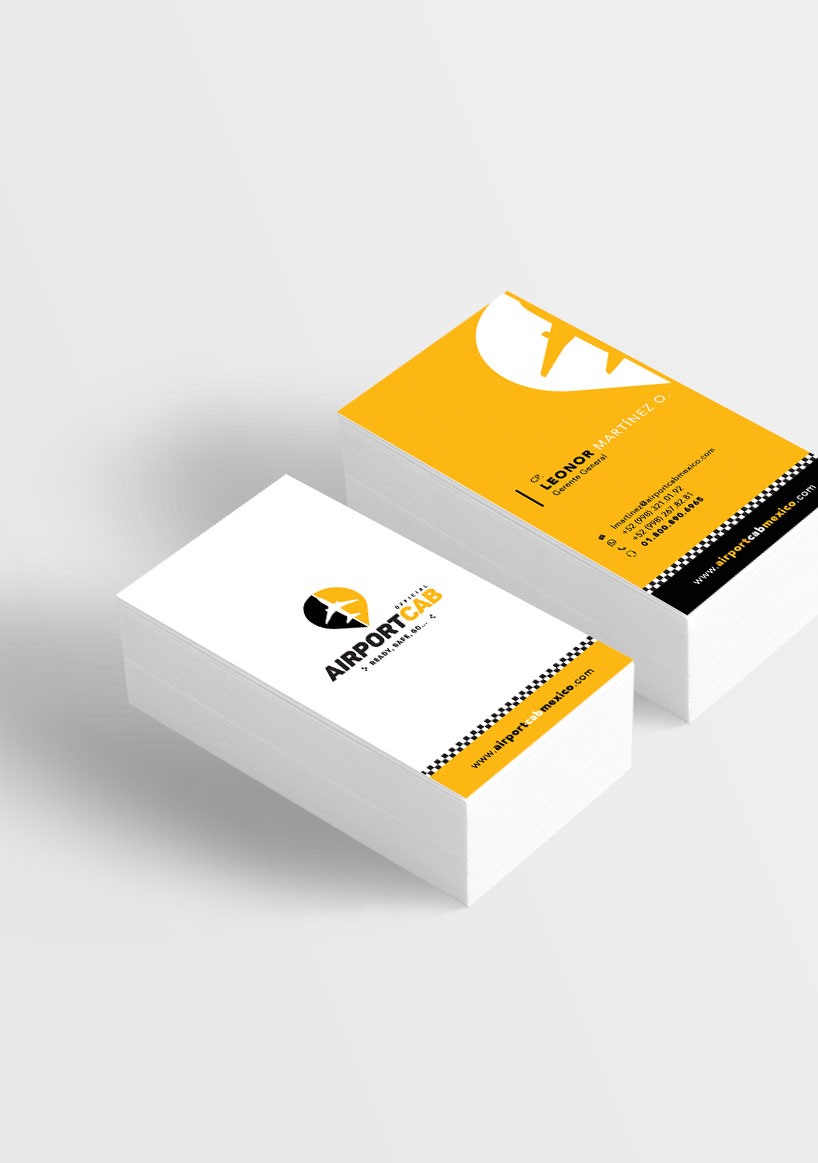 OFFICIAL
AIRPORTCAB
READY, SAFE, GO...
www.airportcabmexico.com
CP.
LEONOR MARTÍNEZ O.
Gerente General
lmartinez@airportcabmexico.com
+52 (998) 321.01.92
+52 (998) 267.82.81
01.800.890.6965
www.airportcabmexico.com